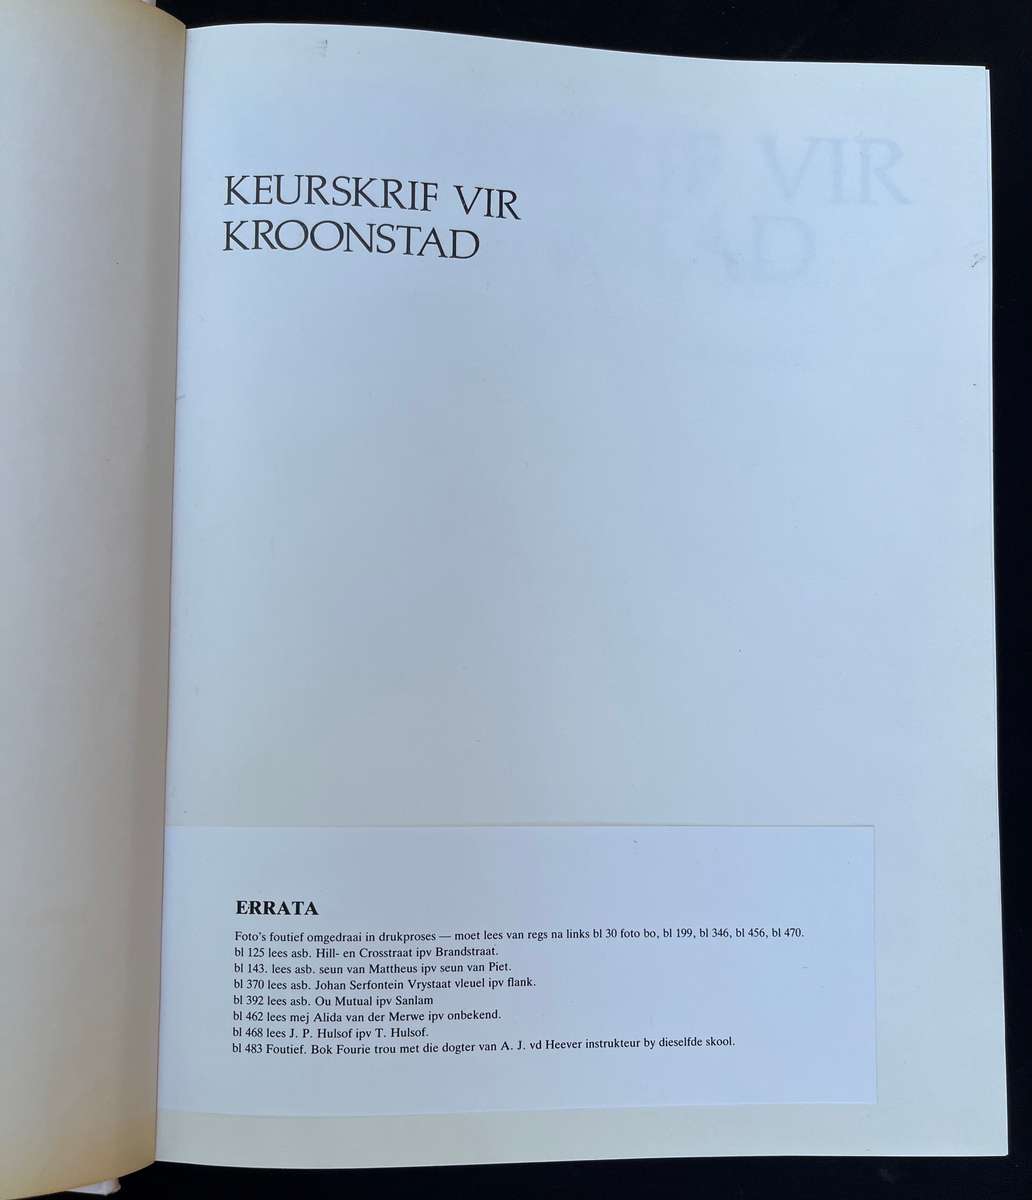 KEURSKRIF VIR
KROONSTAD
VIR
D
ERRATA
Foto's foutief omgedraai in drukproses — moet lees van regs na links bl 30 foto bo, bl 199, bl 346, bl 456, bl 470.
bl 125 lees asb. Hill- en Crosstraat ipv Brandstraat.
bl 143. lees asb. seun van Mattheus ipv seun van Piet.
bl 370 lees asb. Johan Serfontein Vrystaat vleuel ipv flank.
bl 392 lees asb. Ou Mutual ipv Sanlam
bl 462 lees mej Alida van der Merwe ipv onbekend.
bl 468 lees J. P. Hulsof ipv T. Hulsof.
bl 483 Foutief. Bok Fourie trou met die dogter van A. J. vd Heever instrukteur by dieselfde skool.